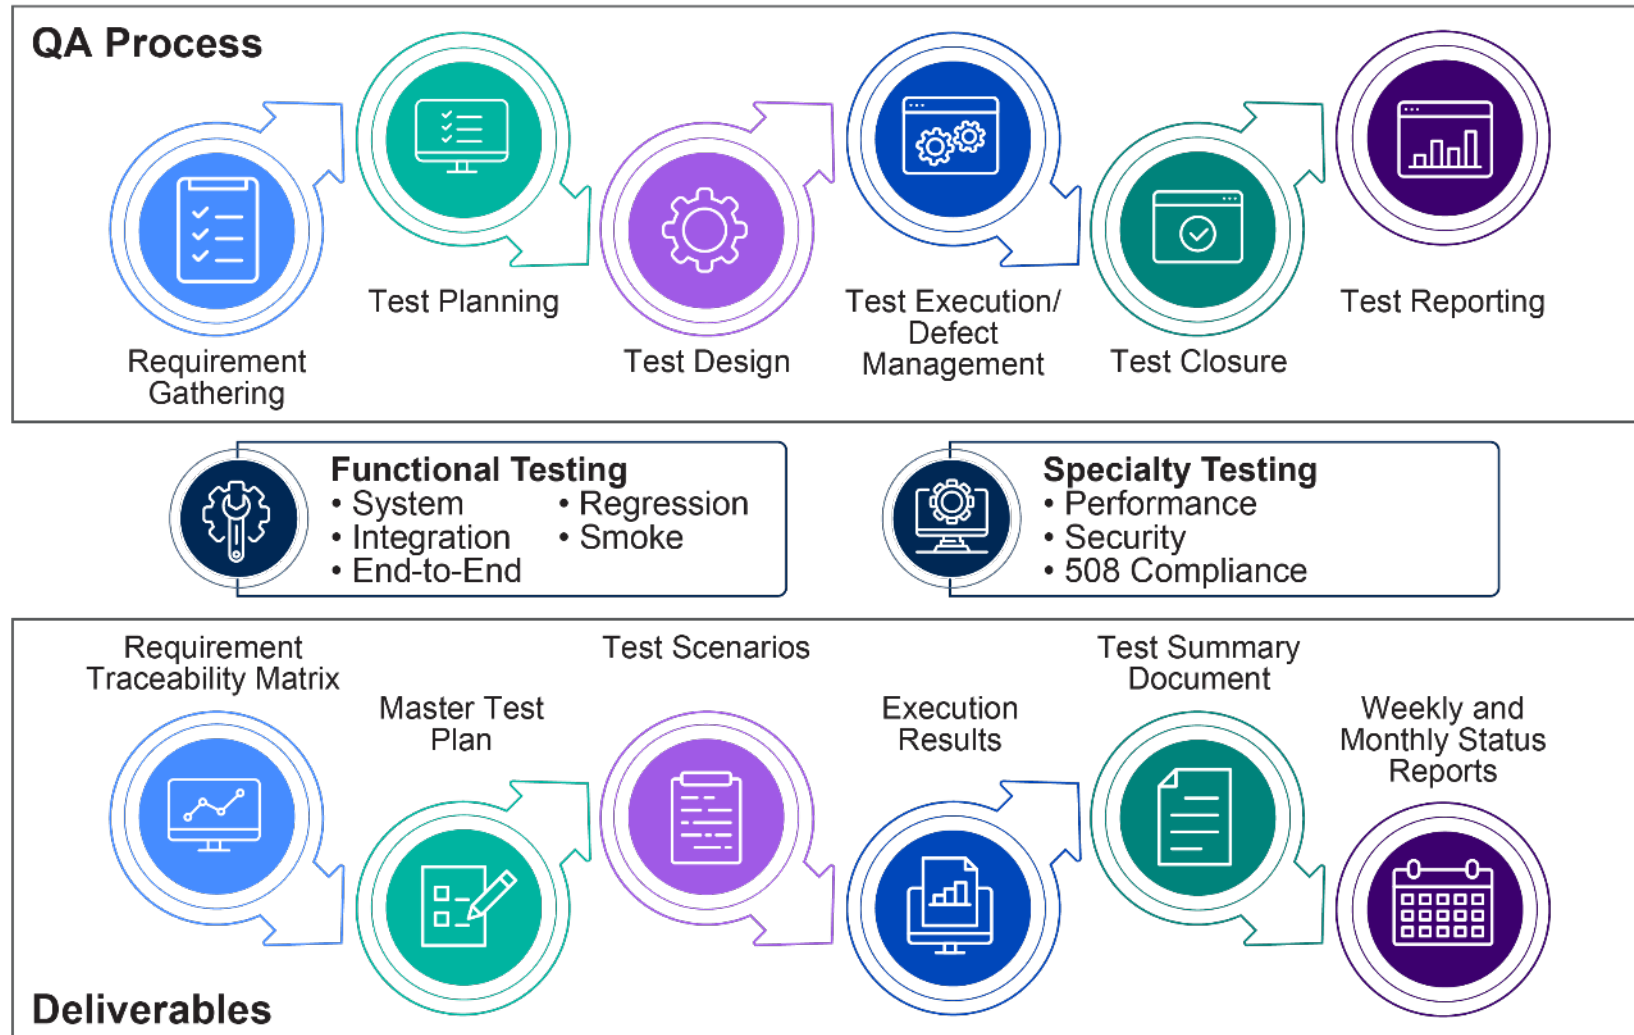 QA Process
Requirement
Gathering
Test Planning
Test Design
Test Execution/
Defect
Management
Test Closure
Test Reporting
Functional Testing
• System
• Integration
• End-to-End
• Regression
• Smoke
Specialty Testing
• Performance
• Security
• 508 Compliance
Requirement
Traceability Matrix
Master Test
Plan
Test Scenarios
Execution
Results
Test Summary
Document
Weekly and
Monthly Status
Reports
Deliverables